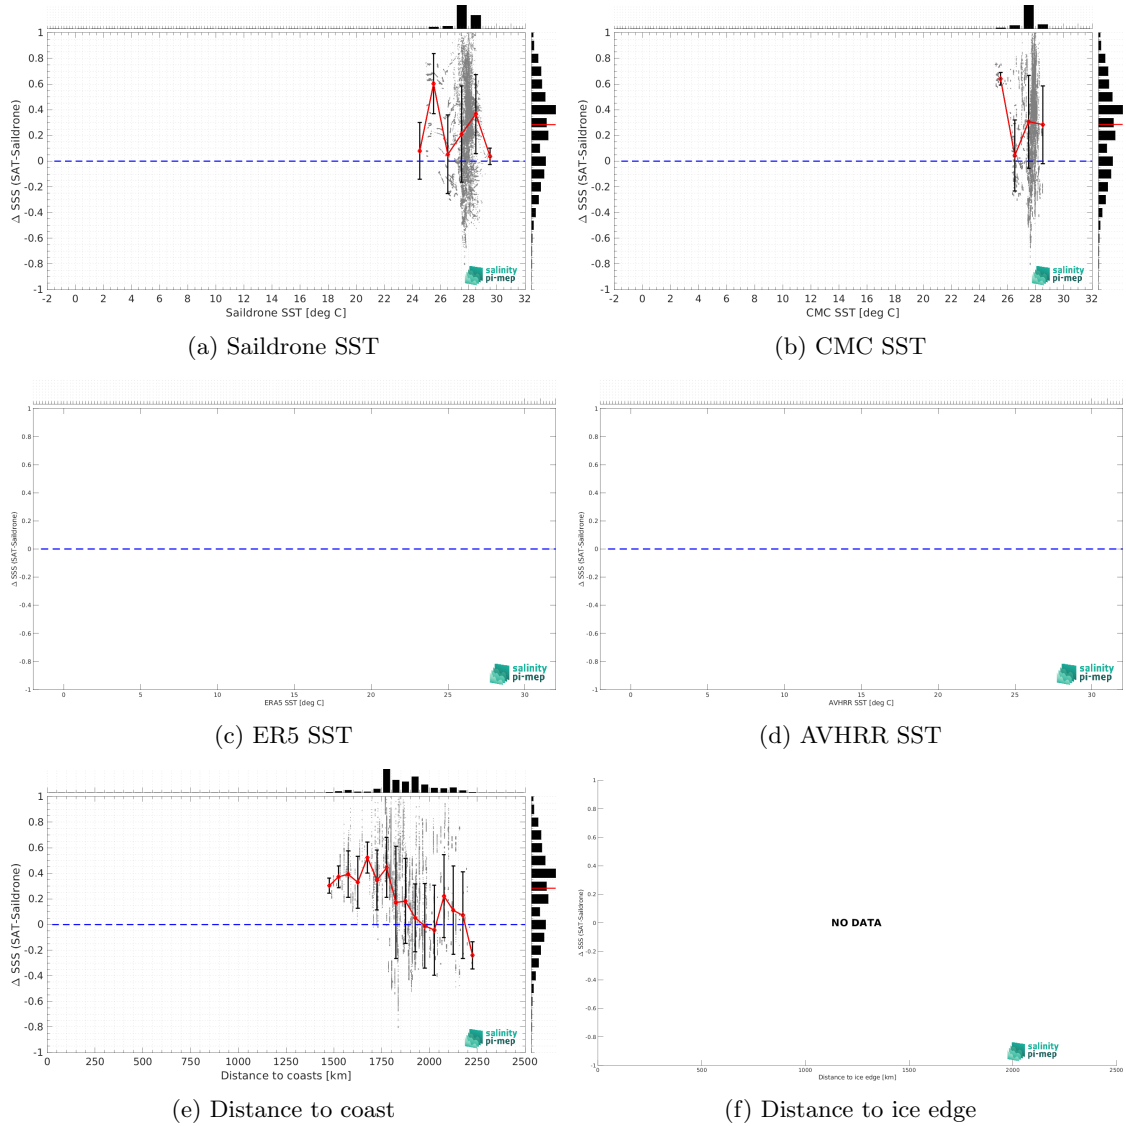 1
0.8
0.6
0.4
0.2
0
-0.2
-0.4
-0.6
-0.8
-1
Δ SSS (SAT-Saildrone)
-2 0 2 4 6 8 10 12 14 16 18 20 22 24 26 28 30 32
Saildrone SST [deg C]
salinity
pi-mep
(a) Saildrone SST
1
0.8
0.6
0.4
0.2
0
-0.2
-0.4
-0.6
-0.8
-1
Δ SSS (SAT-Saildrone)
-2 0 2 4 6 8 10 12 14 16 18 20 22 24 26 28 30 32
CMC SST [deg C]
salinity
pi-mep
(b) CMC SST
1
0.8
0.6
0.4
0.2
0
-0.2
-0.4
-0.6
-0.8
-1
Δ SSS (SAT-Saildrone)
0 5 10 15 20 25 30
ERA5 SST [deg C]
salinity
pi-mep
(c) ER5 SST
1
0.8
0.6
0.4
0.2
0
-0.2
-0.4
-0.6
-0.8
-1
Δ SSS (SAT-Saildrone)
0 5 10 15 20 25 30
AVHRR SST [deg C]
salinity
pi-mep
(d) AVHRR SST
1
0.8
0.6
0.4
0.2
0
-0.2
-0.4
-0.6
-0.8
-1
Δ SSS (SAT-Saildrone)
0 250 500 750 1000 1250 1500 1750 2000 2250 2500
Distance to coasts [km]
salinity
pi-mep
(e) Distance to coast
1
0.8
0.6
0.4
0.2
0
-0.2
-0.4
-0.6
-0.8
-1
Δ SSS (SAT-Saildrone)
NO DATA
0 500 1000 1500 2000 2500
Distance to ice edge [km]
salinity
pi-mep
(f) Distance to ice edge